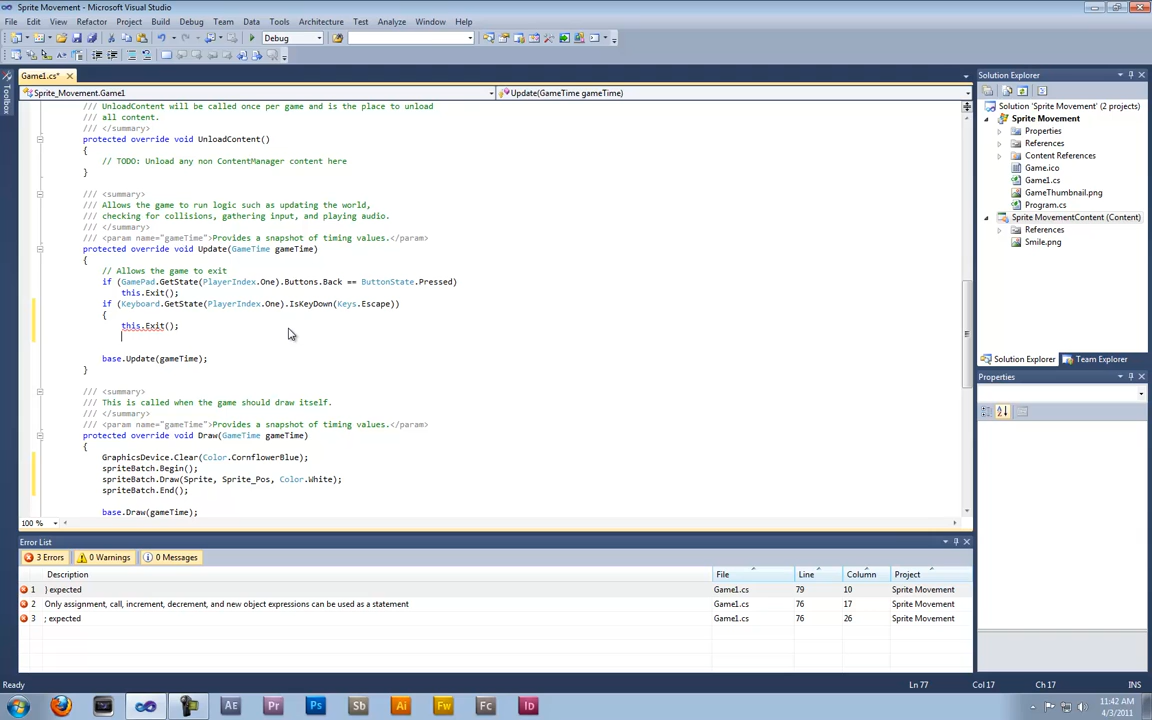 Sprite Movement - Microsoft Visual Studio
File Edit View Refactor Project Build Debug Team Data Tools Architecture Test Analyze Window Help
Debug
Game1.cs*
Sprite_Movement.Game1
Update(GameTime gameTime)
/// UnloadContent will be called once per game and is the place to unload
/// all content.
/// </summary>
protected override void UnloadContent()
{
// TODO: Unload any non ContentManager content here
}
/// <summary>
/// Allows the game to run logic such as updating the world,
/// checking for collisions, gathering input, and playing audio.
/// </summary>
/// <param name="gameTime">Provides a snapshot of timing values.</param>
protected override void Update(GameTime gameTime)
{
// Allows the game to exit
if (GamePad.GetState(PlayerIndex.One).Buttons.Back == ButtonState.Pressed)
this.Exit();
if (Keyboard.GetState(PlayerIndex.One).IsKeyDown(Keys.Escape))
{
this.Exit();
base.Update(gameTime);
}
/// <summary>
/// This is called when the game should draw itself.
/// </summary>
/// <param name="gameTime">Provides a snapshot of timing values.</param>
protected override void Draw(GameTime gameTime)
{
GraphicsDevice.Clear(Color.CornflowerBlue);
spriteBatch.Begin();
spriteBatch.Draw(Sprite, Sprite_Pos, Color.White);
spriteBatch.End();
base.Draw(gameTime);
100 %
Toolbox
Solution Explorer
Solution 'Sprite Movement' (2 projects)
Sprite Movement
Properties
References
Content References
Game.ico
Game1.cs
GameThumbnail.png
Program.cs
Sprite MovementContent (Content)
References
Smile.png
Solution Explorer Team Explorer
Properties
Error List
3 Errors 0 Warnings 0 Messages
Description File Line Column Project
1 } expected Game1.cs 79 10 Sprite Movement
2 Only assignment, call, increment, decrement, and new object expressions can be used as a statement Game1.cs 76 17 Sprite Movement
3 ; expected Game1.cs 76 26 Sprite Movement
Ready Ln 77 Col 17 Ch 17 INS
Ae Pr Ps Sb Ai Fw Fc Id
11:42 AM
4/3/2011